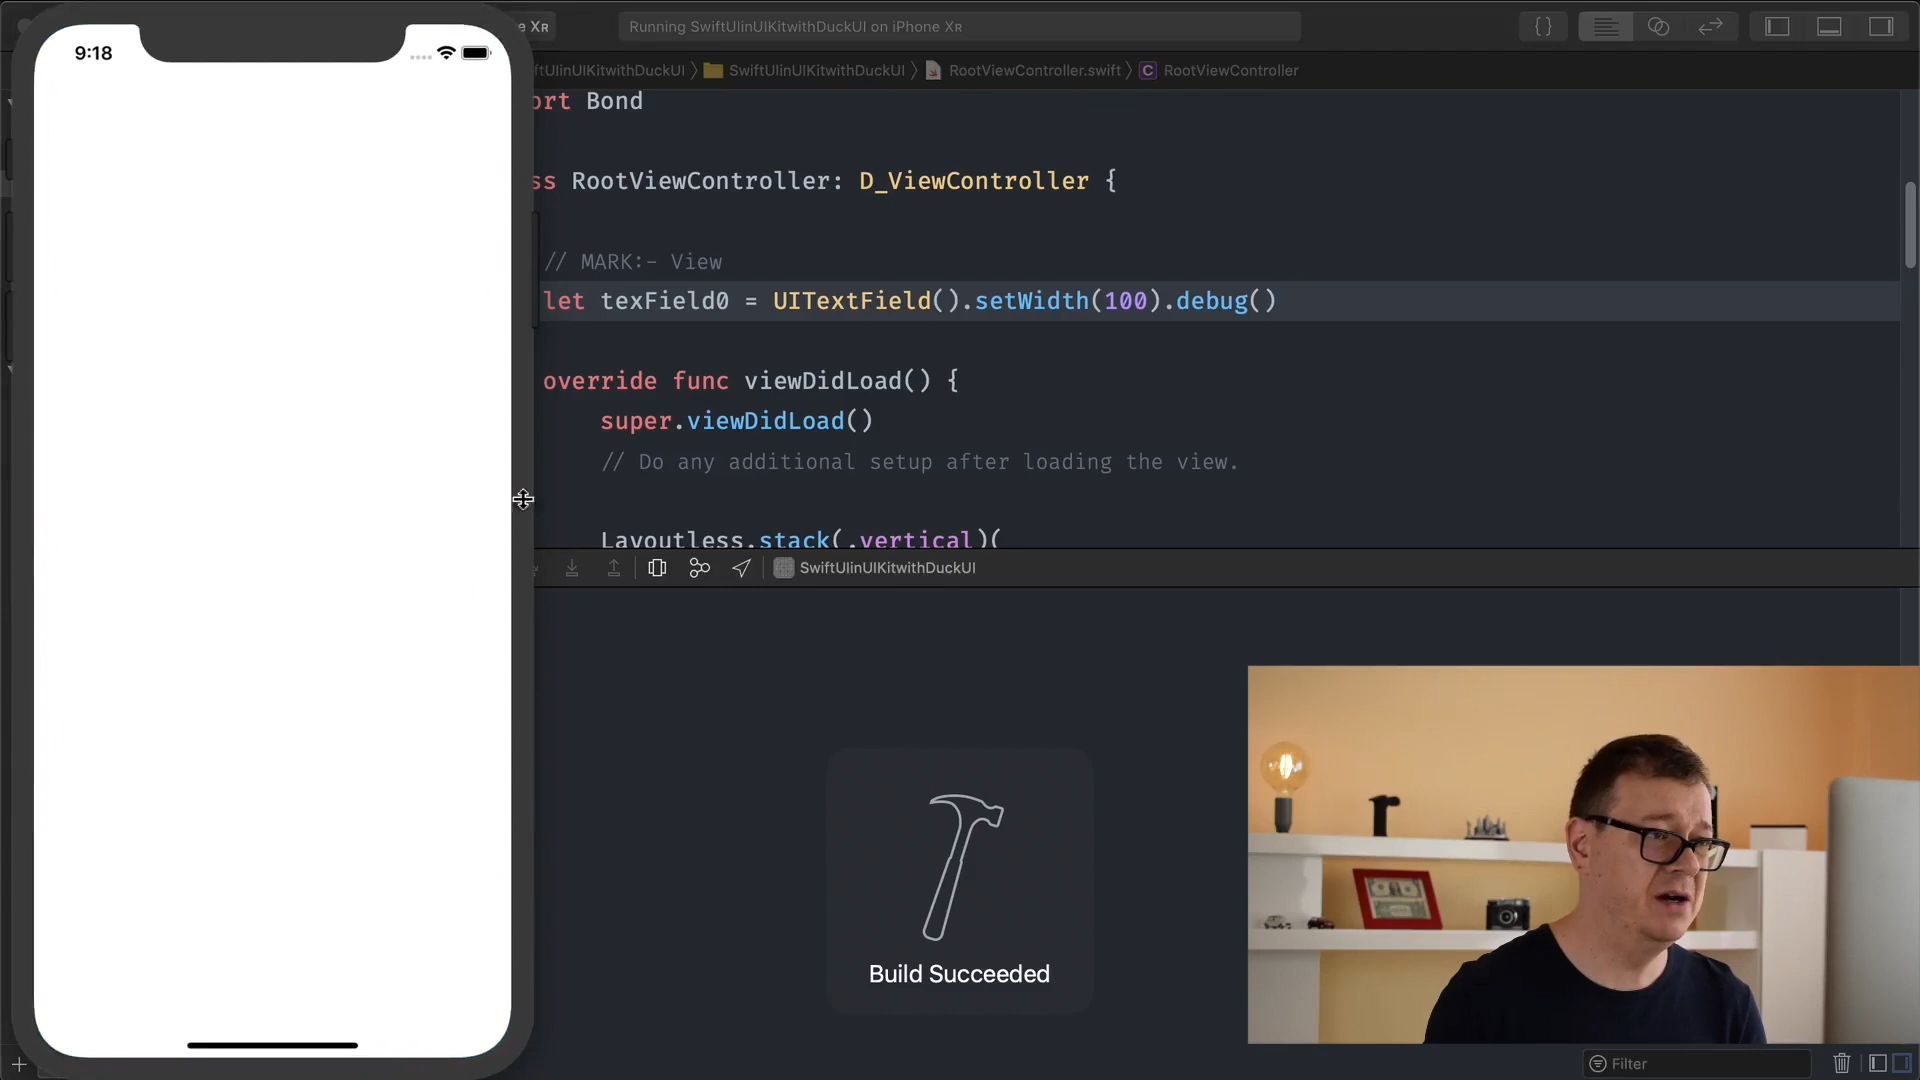 9:18
e XR
Running SwiftUIinUIKitwithDuckUI on iPhone XR
ftUIinUIKitwithDuckUI
SwiftUIinUIKitwithDuckUI
RootViewController.swift
C RootViewController
ort Bond
ss RootViewController: D_ViewController {
// MARK:- View
let texField0 = UITextField().setWidth(100).debug()
override func viewDidLoad() {
super.viewDidLoad()
// Do any additional setup after loading the view.
Layoutless.stack(.vertical)(
SwiftUIinUIKitwithDuckUI
Build Succeeded
Filter